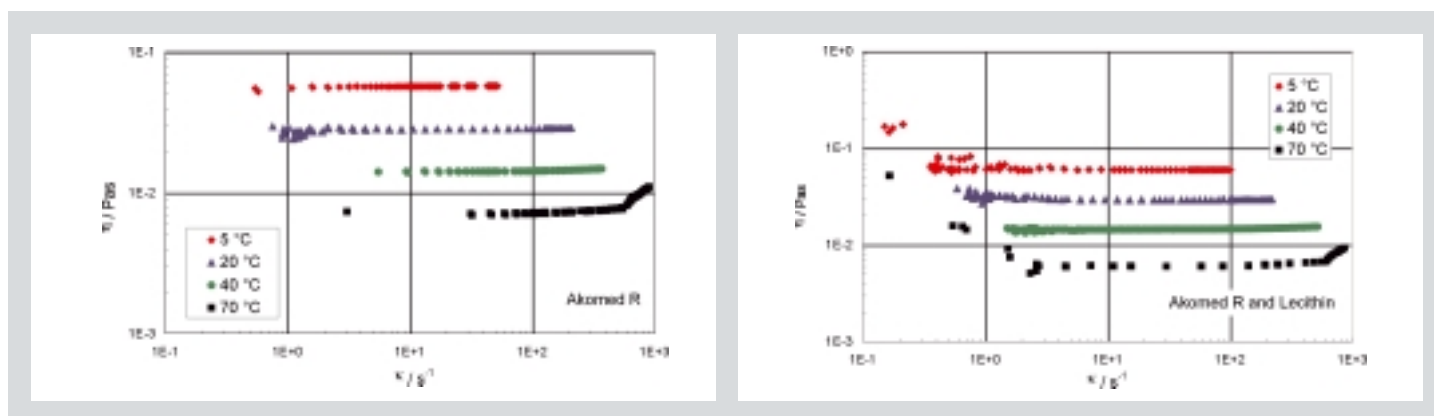 1E-1
1E-2
1E-3
η / Pas
5 °C
20 °C
40 °C
70 °C
Akomed R
1E-1 1E+0 1E+1 1E+2 1E+3
κ / s-1
1E+0
1E-1
1E-2
1E-3
η / Pas
5 °C
20 °C
40 °C
70 °C
Akomed R and Lecithin
1E-1 1E+0 1E+1 1E+2 1E+3
κ / s-1